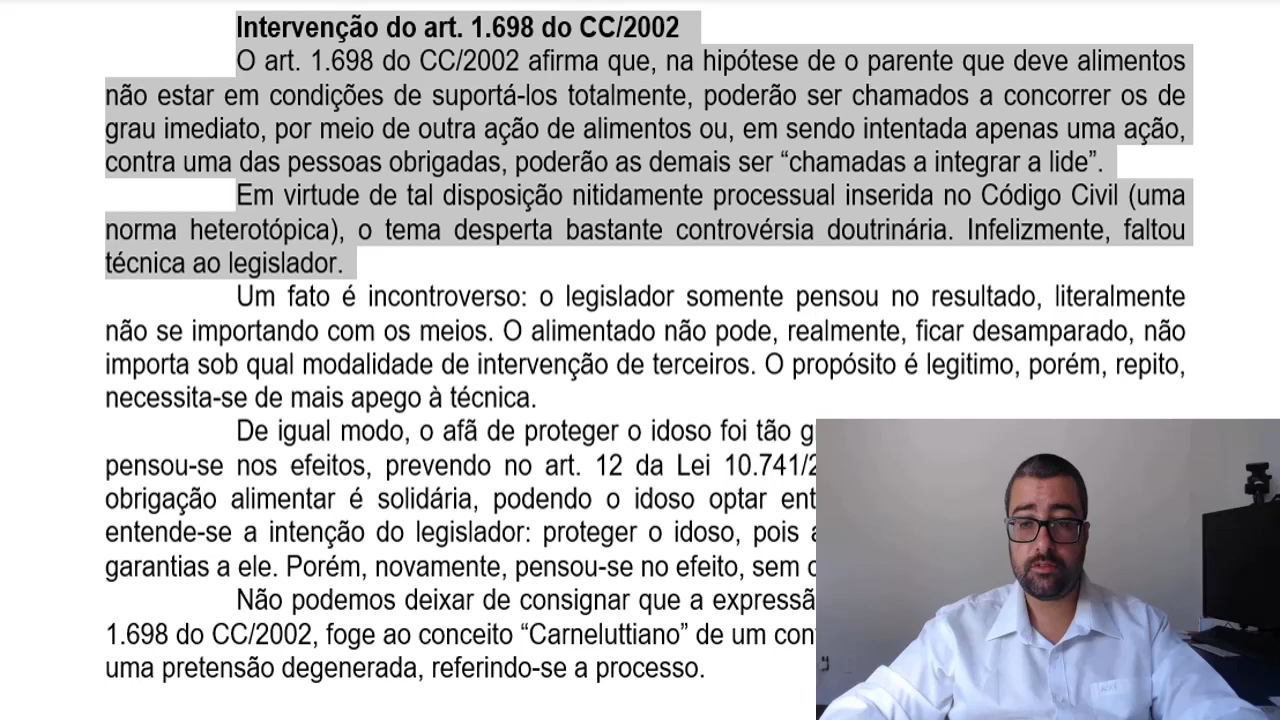 Intervenção do art. 1.698 do CC/2002
O art. 1.698 do CC/2002 afirma que, na hipótese de o parente que deve alimentos
não estar em condições de suportá-los totalmente, poderão ser chamados a concorrer os de
grau imediato, por meio de outra ação de alimentos ou, em sendo intentada apenas uma ação,
contra uma das pessoas obrigadas, poderão as demais ser “chamadas a integrar a lide”.
Em virtude de tal disposição nitidamente processual inserida no Código Civil (uma
norma heterotópica), o tema desperta bastante controvérsia doutrinária. Infelizmente, faltou
técnica ao legislador.
Um fato é incontroverso: o legislador somente pensou no resultado, literalmente
não se importando com os meios. O alimentado não pode, realmente, ficar desamparado, não
importa sob qual modalidade de intervenção de terceiros. O propósito é legitimo, porém, repito,
necessita-se de mais apego à técnica.
De igual modo, o afã de proteger o idoso foi tão
pensou-se nos efeitos, prevendo no art. 12 da Lei
obrigação alimentar é solidária, podendo o idoso optar
entende-se a intenção do legislador: proteger o idoso, pois
garantias a ele. Porém, novamente, pensou-se no efeito, sem
Não podemos deixar de consignar que a
1.698 do CC/2002, foge ao conceito “Carneluttiano” de um
uma pretensão degenerada, referindo-se a processo.